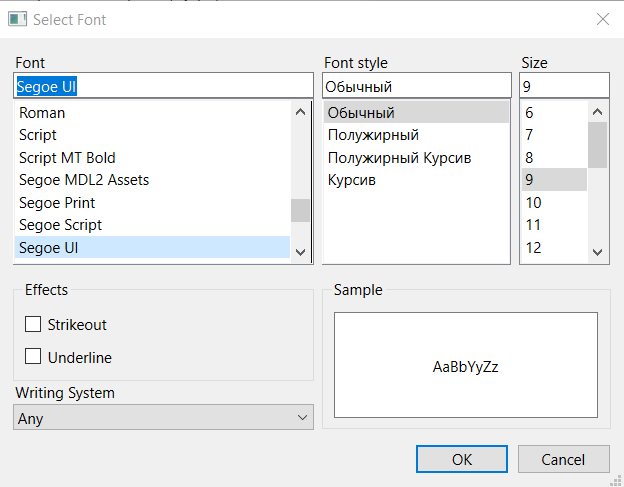 Select Font
Font
Font style
Size
Segoe UI
Обычный
9
Roman
Script
Script MT Bold
Segoe MDL2 Assets
Segoe Print
Segoe Script
Segoe UI
Обычный
Полужирный
Полужирный Курсив
Курсив
6
7
8
9
10
11
12
Effects
Strikeout
Underline
Sample
AaBbYyZz
Writing System
Any
OK
Cancel